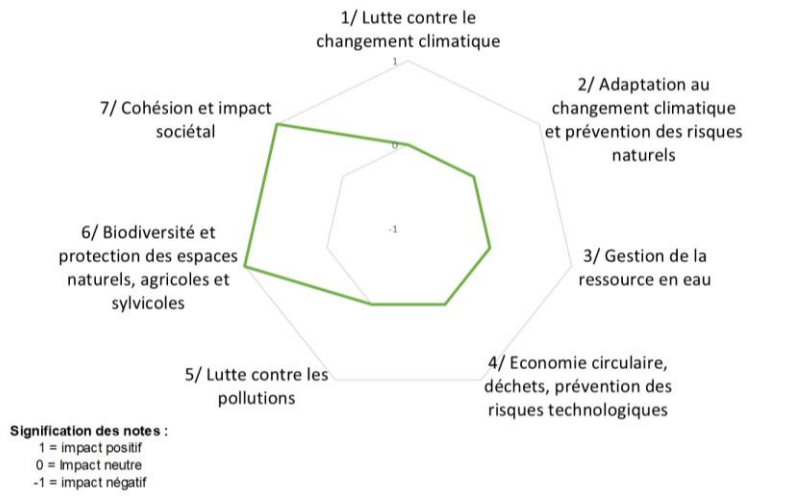 1/ Lutte contre le
changement climatique
1
2/ Adaptation au
changement climatique
et prévention des risques
naturels
7/ Cohésion et impact
sociétal
0
-1
6/ Biodiversité et
protection des espaces
naturels, agricoles et
sylvicoles
3/ Gestion de la
ressource en eau
5/ Lutte contre les
pollutions
4/ Economie circulaire,
déchets, prévention des
risques technologiques
Signification des notes :
1 = impact positif
0 = Impact neutre
-1 = impact négatif